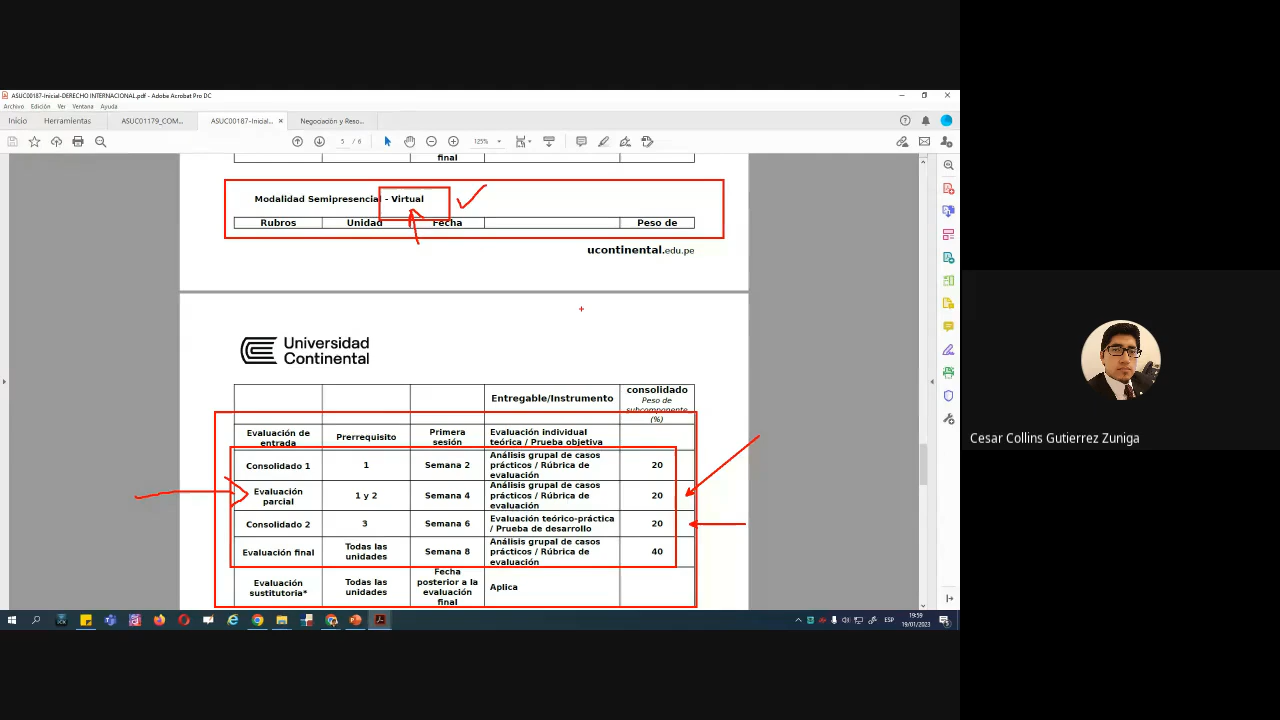 ASUC00187-Inicial-DERECHO INTERNACIONAL.pdf - Adobe Acrobat Pro DC
Archivo Edición Ver Ventana Ayuda
Inicio Herramientas ASUC01179_COM... ASUC00187-Inicial... × Negociación y Reso...
5 / 6 125%
final
Modalidad Semipresencial - Virtual
Rubros Unidad Fecha Peso de
ucontinental.edu.pe
Universidad
Continental
Entregable/Instrumento consolidado
Peso de
subcomponente
(%)
Evaluación de
entrada
Prerrequisito
Primera
sesión
Evaluación individual
teórica / Prueba objetiva
Consolidado 1
1
Semana 2
Análisis grupal de casos
prácticos / Rúbrica de
evaluación
20
Evaluación
parcial
1 y 2
Semana 4
Análisis grupal de casos
prácticos / Rúbrica de
evaluación
20
Consolidado 2
3
Semana 6
Evaluación teórico-práctica
/ Prueba de desarrollo
20
Evaluación final
Todas las
unidades
Semana 8
Análisis grupal de casos
prácticos / Rúbrica de
evaluación
40
Evaluación
sustitutoria*
Todas las
unidades
Fecha
posterior a la
evaluación
final
Aplica
ESP
19:59
19/01/2023
Cesar Collins Gutierrez Zuniga